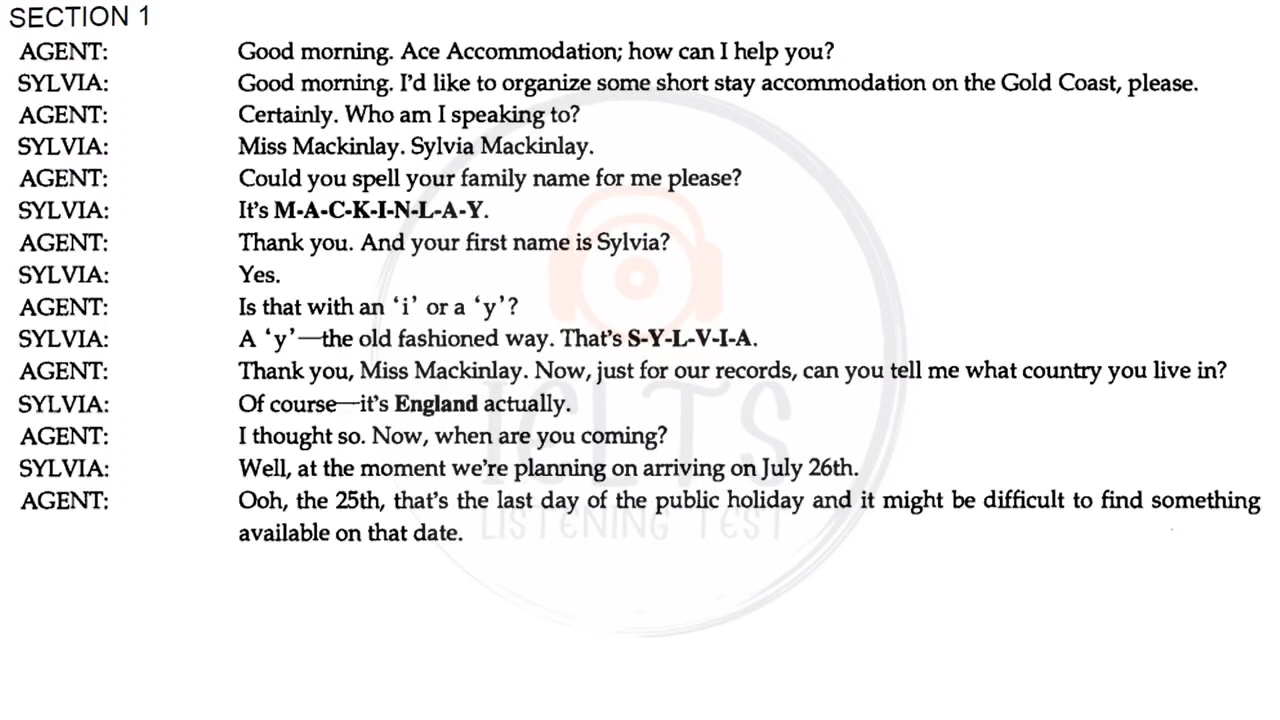 SECTION 1
AGENT: Good morning. Ace Accommodation; how can I help you?
SYLVIA: Good morning. I'd like to organize some short stay accommodation on the Gold Coast, please.
AGENT: Certainly. Who am I speaking to?
SYLVIA: Miss Mackinlay. Sylvia Mackinlay.
AGENT: Could you spell your family name for me please?
SYLVIA: It's M-A-C-K-I-N-L-A-Y.
AGENT: Thank you. And your first name is Sylvia?
SYLVIA: Yes.
AGENT: Is that with an 'i' or a 'y'?
SYLVIA: A 'y'—the old fashioned way. That's S-Y-L-V-I-A.
AGENT: Thank you, Miss Mackinlay. Now, just for our records, can you tell me what country you live in?
SYLVIA: Of course—it's England actually.
AGENT: I thought so. Now, when are you coming?
SYLVIA: Well, at the moment we're planning on arriving on July 26th.
AGENT: Ooh, the 25th, that's the last day of the public holiday and it might be difficult to find something
available on that date.
IELTS
LISTENING TEST